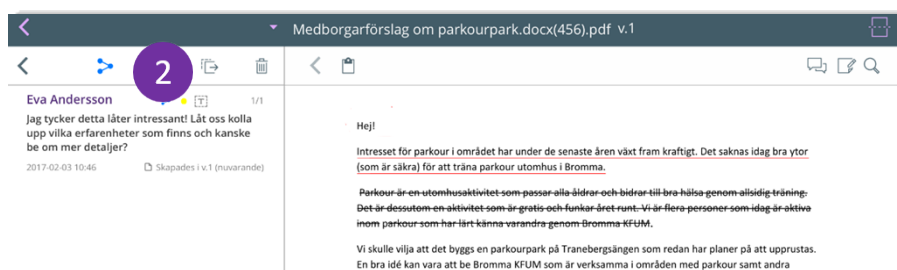 Medborgarförslag om parkourpark.docx(456).pdf v.1
2
Eva Andersson T 1/1
Jag tycker detta låter intressant! Låt oss kolla
upp vilka erfarenheter som finns och kanske
be om mer detaljer?
2017-02-03 10:46 Skapades i v.1 (nuvarande)
Hej!
Intresset för parkour i området har under de senaste åren växt fram kraftigt. Det saknas idag bra ytor
(som är säkra) för att träna parkour utomhus i Bromma.
Parkour är en utomhusaktivitet som passar alla åldrar och bidrar till bra hälsa genom allsidig träning.
Det är dessutom en aktivitet som är gratis och funkar året runt. Vi är flera personer som idag är aktiva
inom parkour som har lärt känna varandra genom Bromma KFUM.
Vi skulle vilja att det byggs en parkourpark på Tranebergsängen som redan har planer på att upprustas.
En bra idé kan vara att be Bromma KFUM som är verksamma i områden med parkour samt andra